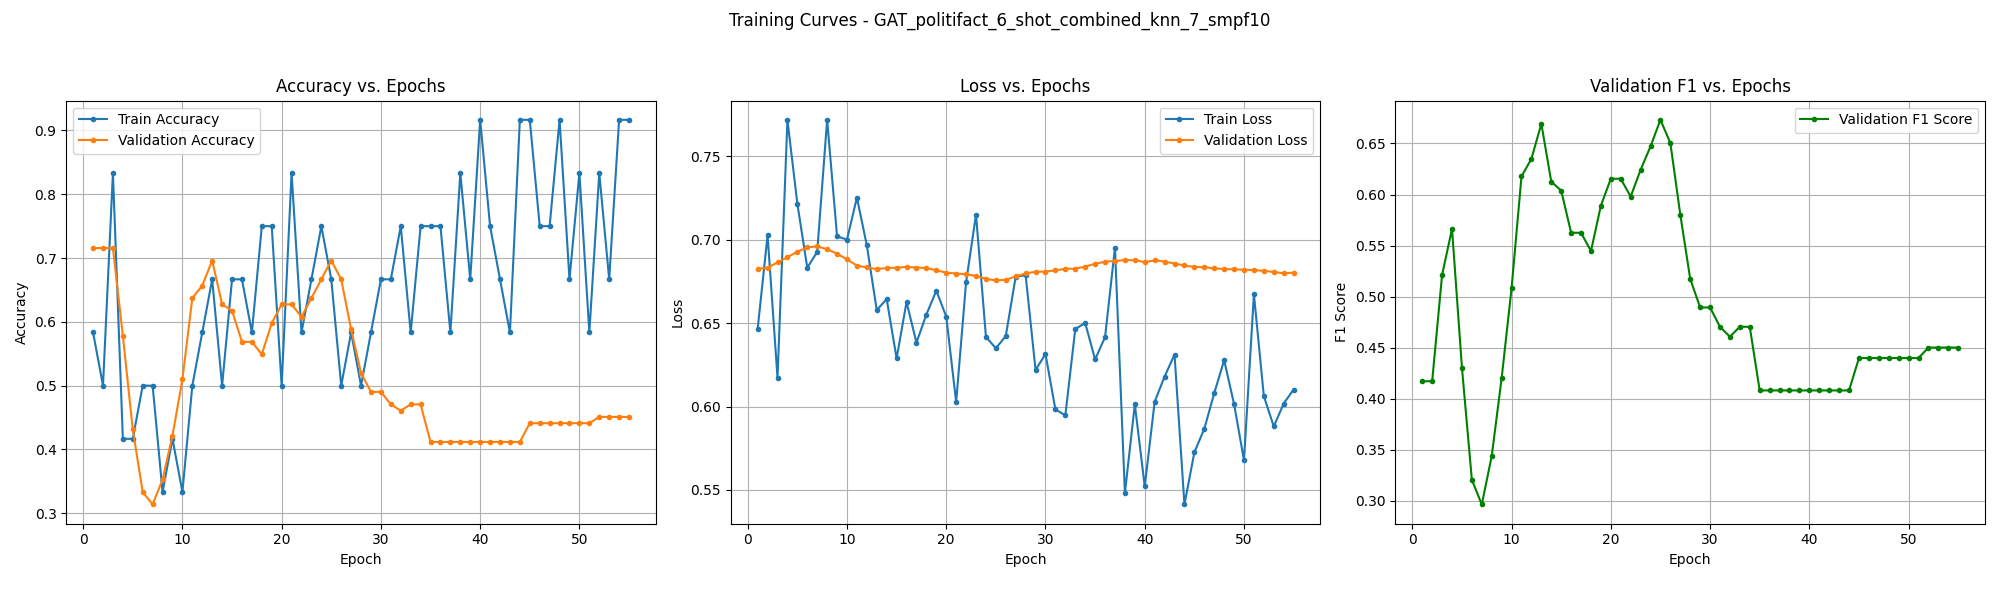 Training Curves - GAT_politifact_6_shot_combined_knn_7_smpf10
Accuracy vs. Epochs
Train Accuracy
Validation Accuracy
0.9
0.8
0.7
0.6
0.5
0.4
0.3
Accuracy
0 10 20 30 40 50
Epoch
Loss vs. Epochs
Train Loss
Validation Loss
0.75
0.70
0.65
0.60
0.55
Loss
0 10 20 30 40 50
Epoch
Validation F1 vs. Epochs
Validation F1 Score
0.65
0.60
0.55
0.50
0.45
0.40
0.35
0.30
F1 Score
0 10 20 30 40 50
Epoch